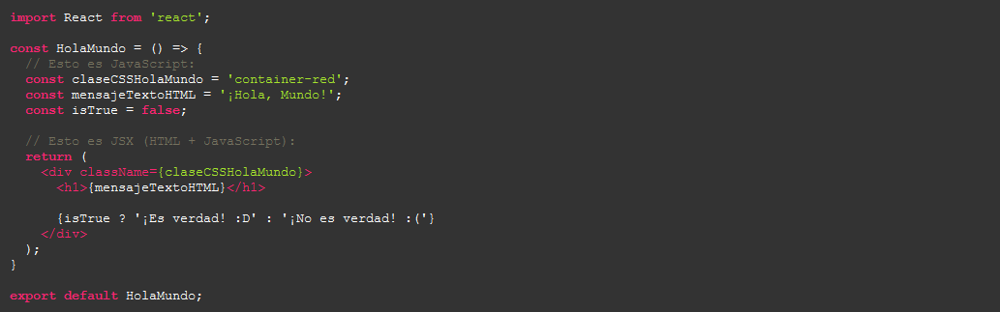 import React from 'react';
const HolaMundo = () => {
// Esto es JavaScript:
const claseCSSHolaMundo = 'container-red';
const mensajeTextoHTML = '¡Hola, Mundo!';
const isTrue = false;
// Esto es JSX (HTML + JavaScript):
return (
<div className={claseCSSHolaMundo}>
<h1>{mensajeTextoHTML}</h1>
{isTrue ? '¡Es verdad! :D' : '¡No es verdad! :('}
</div>
);
}
export default HolaMundo;